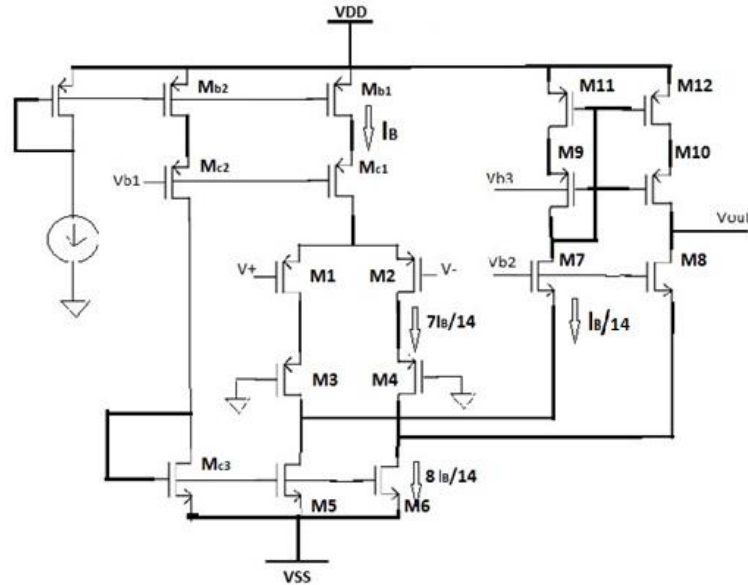 VDD
Mb2
Mb1
M11
M12
IB
M9
M10
Mc2
Mc1
Vb1
Vb3
Vout
V+
M1
M2
V-
Vb2
M7
M8
7IB/14
IB/14
M3
M4
Mc3
8 IB/14
M5
M6
VSS